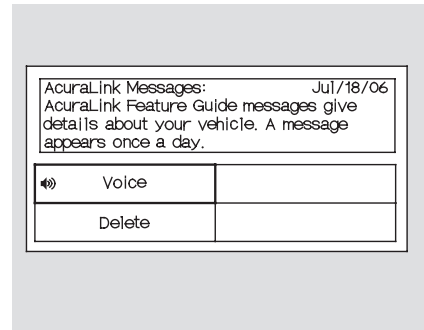 AcuraLink Messages: Jul/18/06
AcuraLink Feature Guide messages give
details about your vehicle. A message
appears once a day.
Voice
Delete